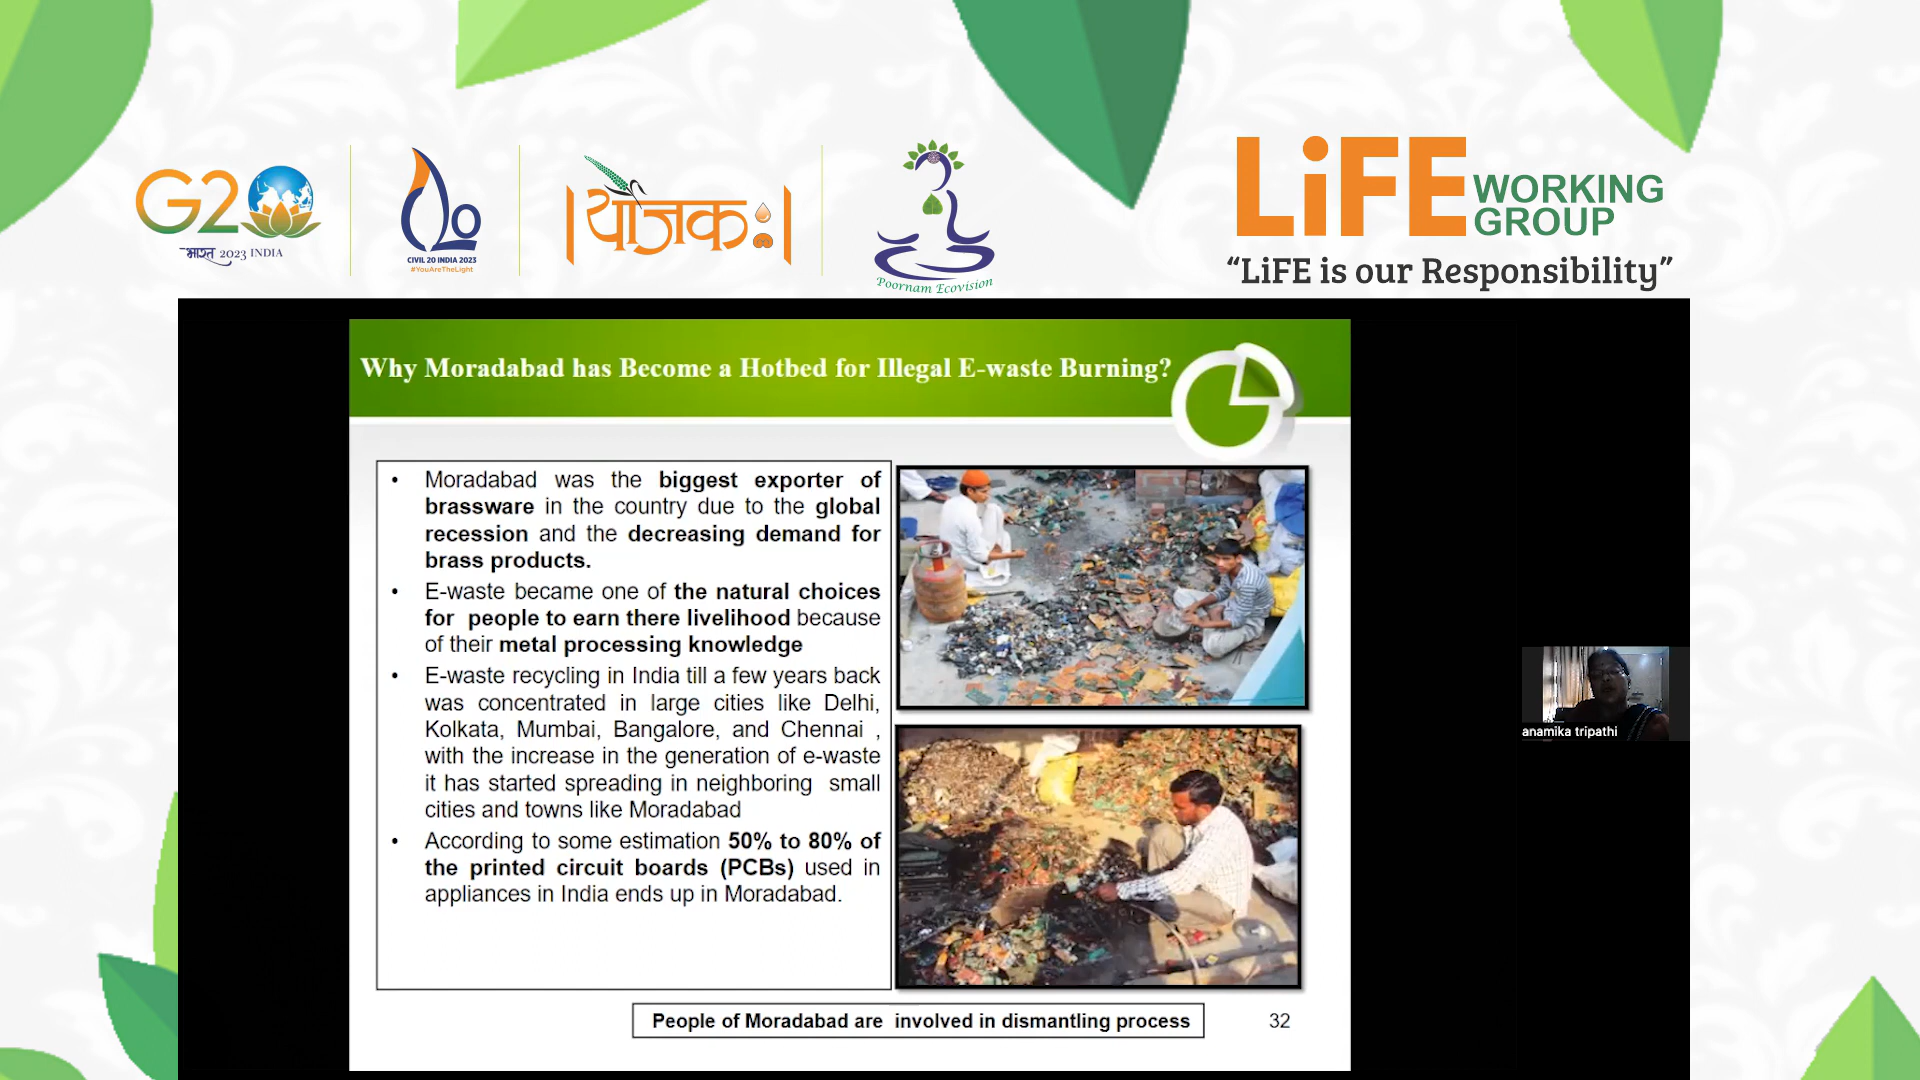 G20
भारत 2023 INDIA
CIVIL 20 INDIA 2023
#YouAreTheLight
योजकः
Poornam Ecovision
LiFE WORKING GROUP
“LiFE is our Responsibility”
Why Moradabad has Become a Hotbed for Illegal E-waste Burning?
• Moradabad was the biggest exporter of
brassware in the country due to the global
recession and the decreasing demand for
brass products.
• E-waste became one of the natural choices
for people to earn there livelihood because
of their metal processing knowledge
• E-waste recycling in India till a few years back
was concentrated in large cities like Delhi,
Kolkata, Mumbai, Bangalore, and Chennai ,
with the increase in the generation of e-waste
it has started spreading in neighboring small
cities and towns like Moradabad
• According to some estimation 50% to 80% of
the printed circuit boards (PCBs) used in
appliances in India ends up in Moradabad.
People of Moradabad are involved in dismantling process
32
anamika tripathi